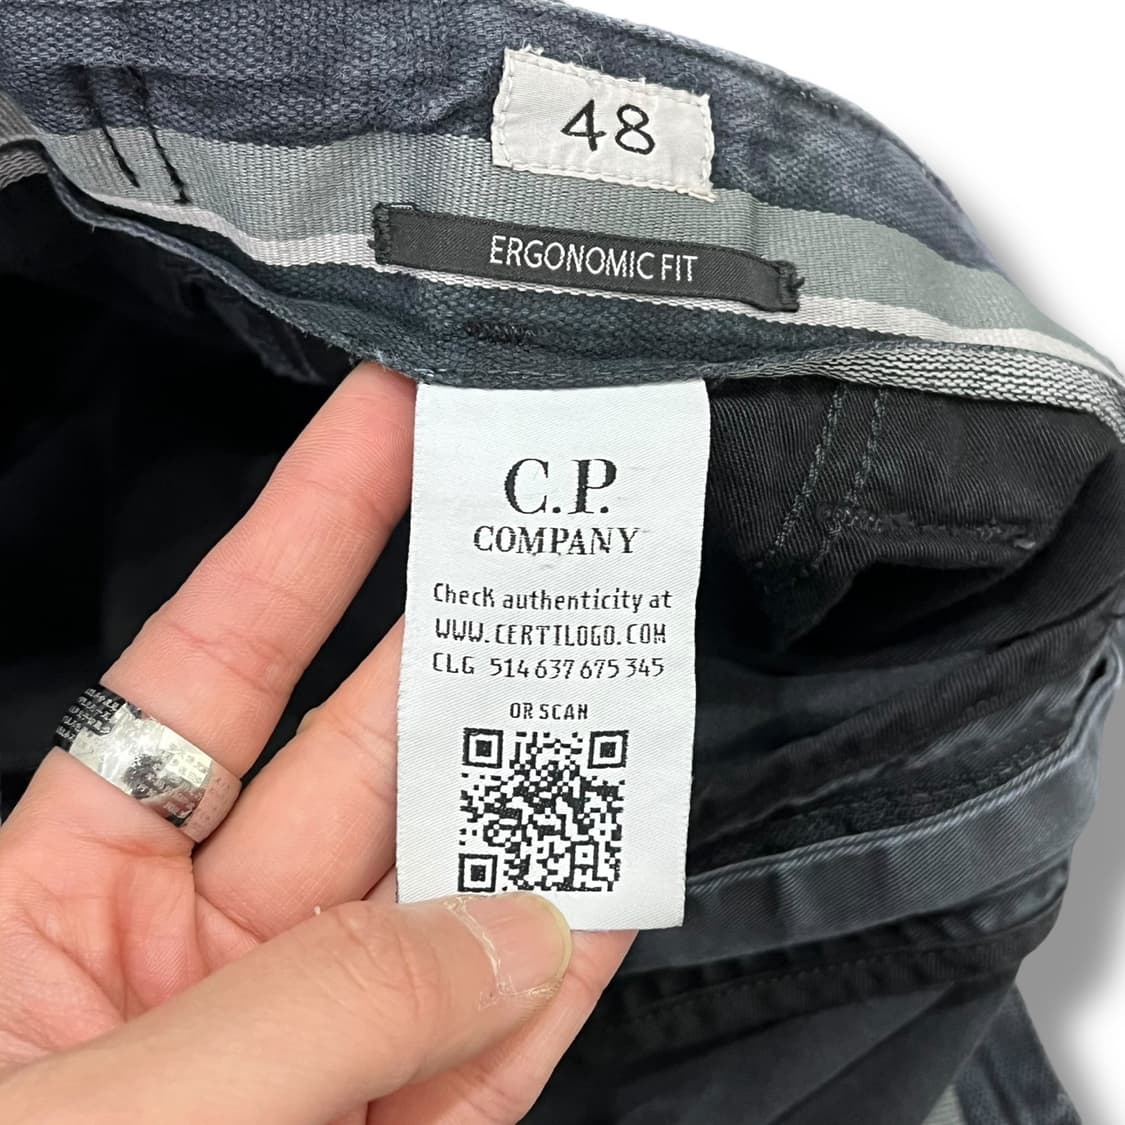 48
ERGONOMIC FIT
C.P.
COMPANY
Check authenticity at
WWW.CERTILOGO.COM
CLG 514 637 675 345
OR SCAN